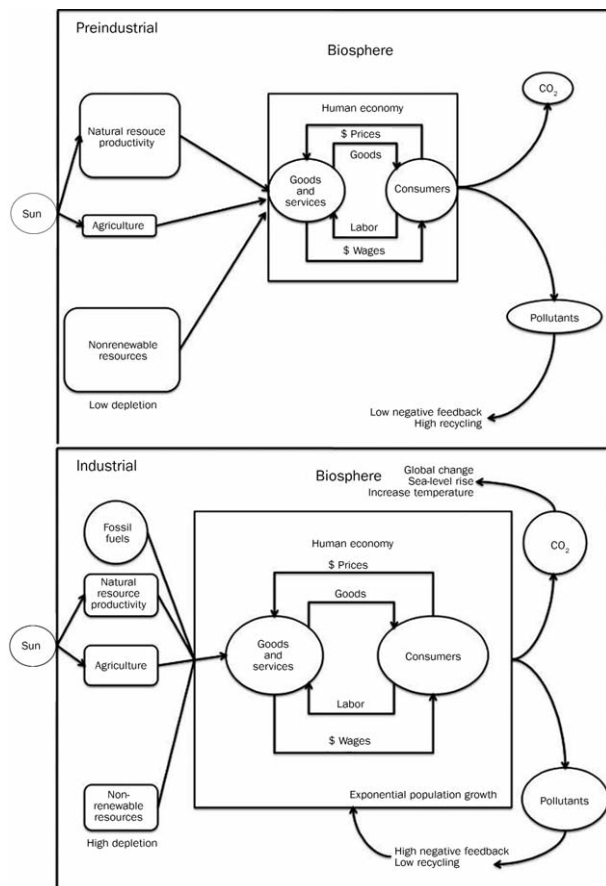 Preindustrial
Biosphere
CO2
Human economy
Natural resouce
productivity
$ Prices
Goods
Goods
and
services
Consumers
Sun
Agriculture
Labor
$ Wages
Nonrenewable
resources
Pollutants
Low depletion
Low negative feedback
High recycling
Industrial
Biosphere
Global change
Sea-level rise
Increase temperature
Fossil
fuels
CO2
Human economy
$ Prices
Natural resource
productivity
Goods
Sun
Agriculture
Goods
and
services
Consumers
Labor
$ Wages
Non-
renewable
resources
Exponential population growth
Pollutants
High depletion
High negative feedback
Low recycling